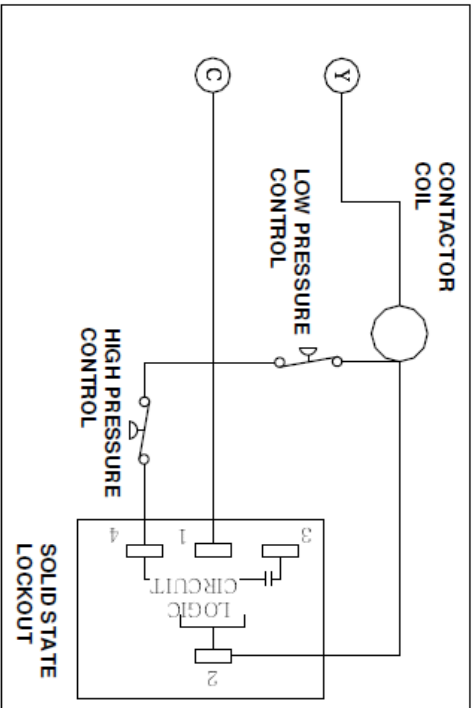 C
Y
CONTACTOR
COIL
LOW PRESSURE
CONTROL
HIGH PRESSURE
CONTROL
4
1
3
LOGIC
CIRCUIT
2
SOLID STATE
LOCKOUT